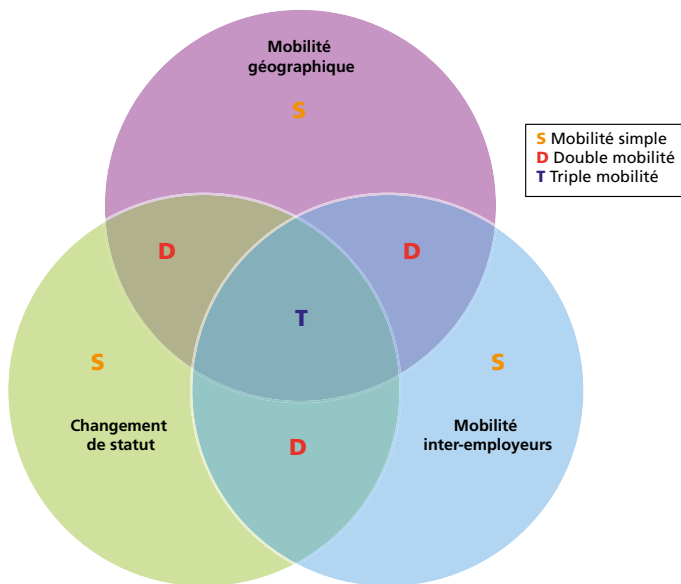 Mobilité
géographique
S
S Mobilité simple
D Double mobilité
T Triple mobilité
D
D
T
S
S
Changement
de statut
Mobilité
inter-employeurs
D